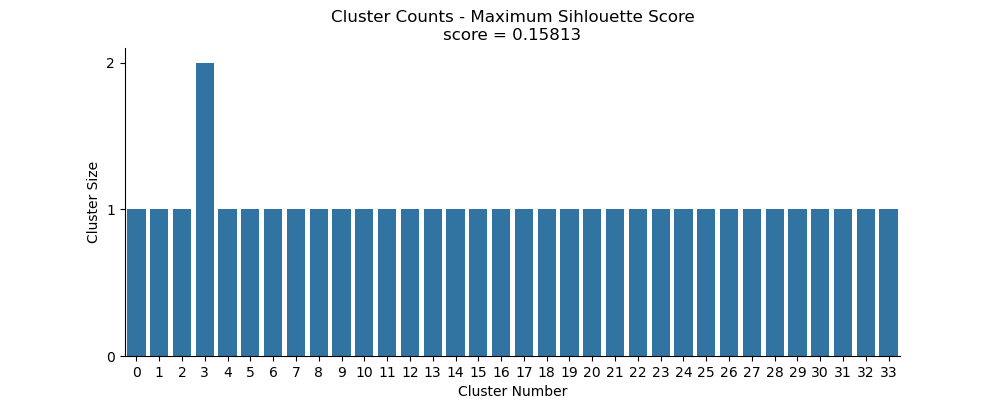 Cluster Counts - Maximum Sihlouette Score
score = 0.15813
2
1
0
Cluster Size
0 1 2 3 4 5 6 7 8 9 10 11 12 13 14 15 16 17 18 19 20 21 22 23 24 25 26 27 28 29 30 31 32 33
Cluster Number